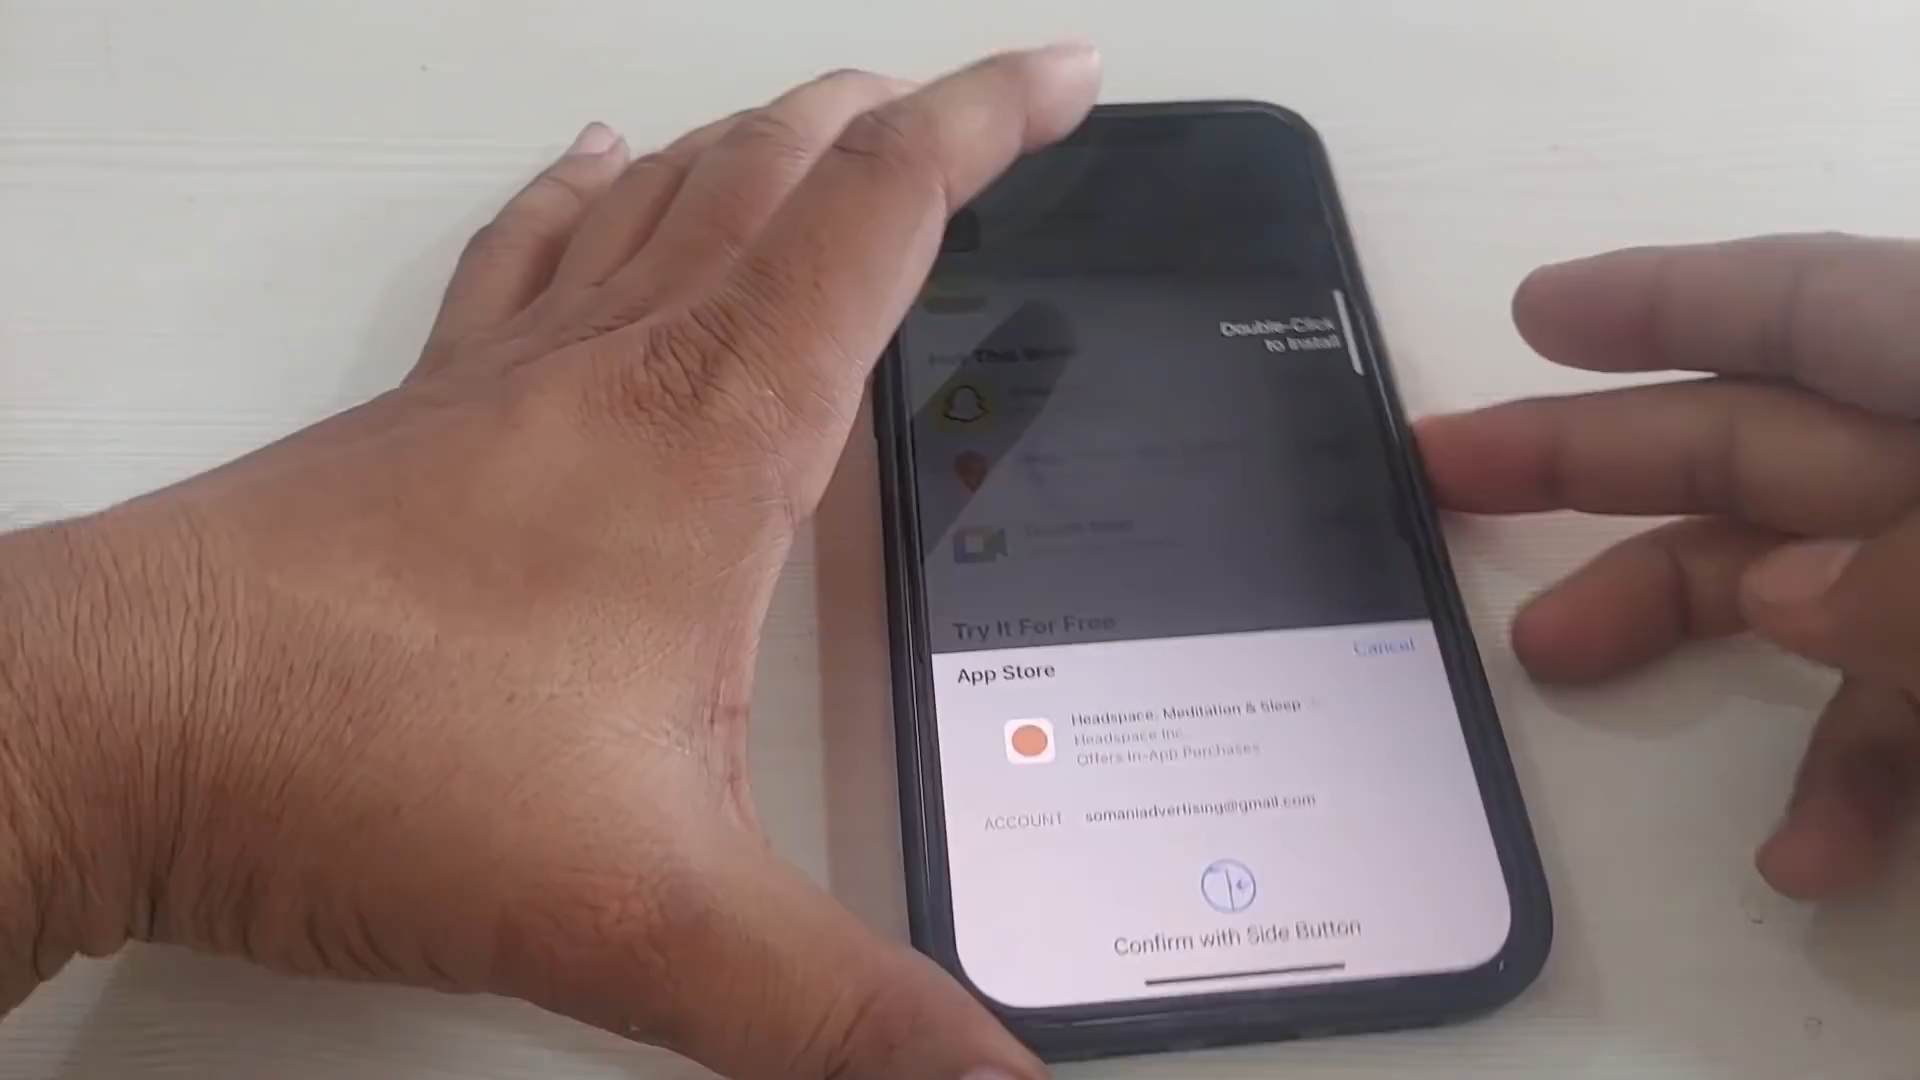 Double-Click
to Install
Try It For Free
App Store
Cancel
Headspace: Meditation & Sleep
Headspace Inc.
Offers In-App Purchases
ACCOUNT somaniadvertising@gmail.com
Confirm with Side Button